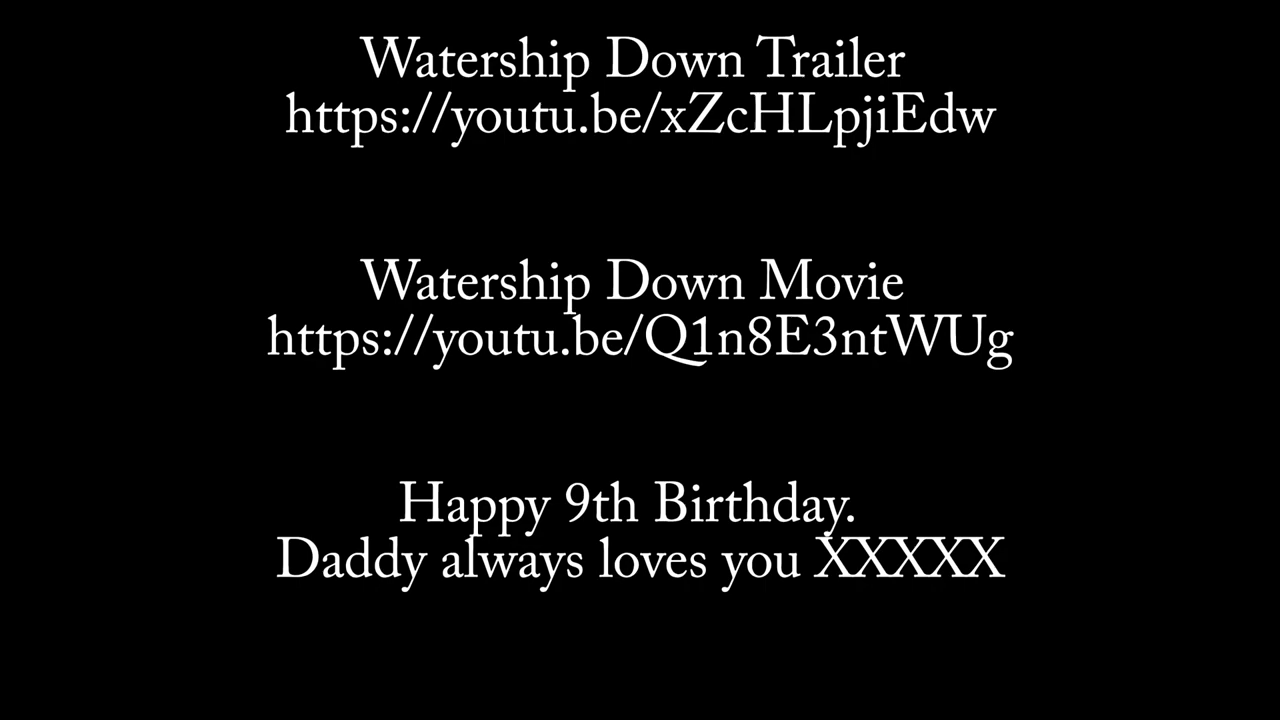 Watership Down Trailer
https://youtu.be/xZcHLpjiEdw
Watership Down Movie
https://youtu.be/Q1n8E3ntWUg
Happy 9th Birthday.
Daddy always loves you XXXXX